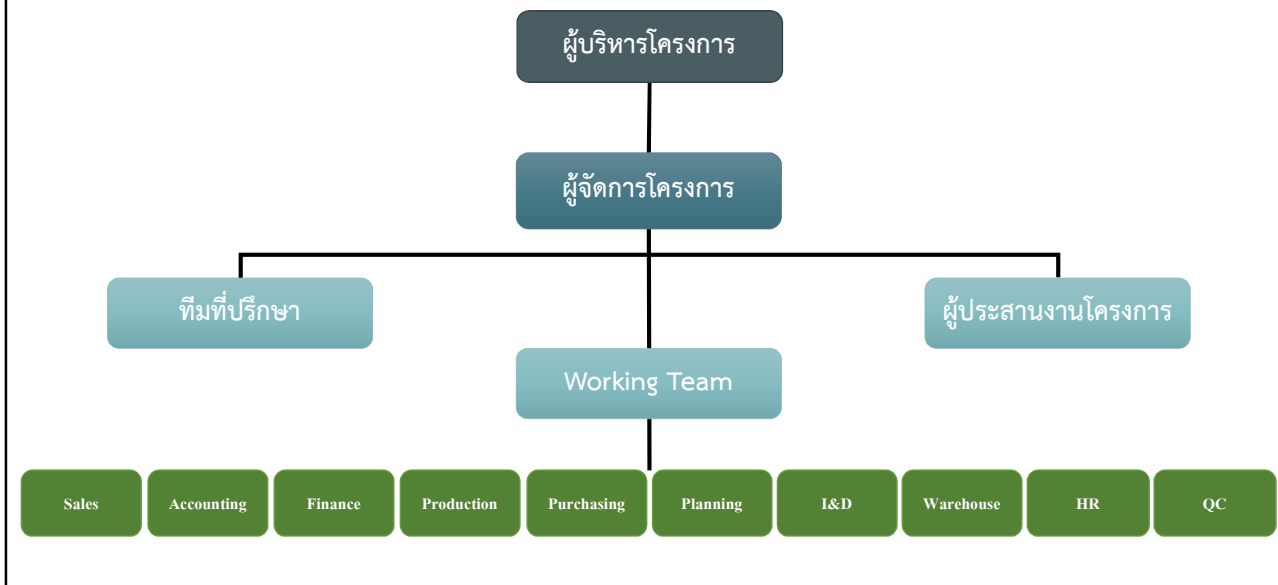 ผู้บริหารโครงการ
ผู้จัดการโครงการ
ทีมที่ปรึกษา
ผู้ประสานงานโครงการ
Working Team
Sales
Accounting
Finance
Production
Purchasing
Planning
I&D
Warehouse
HR
QC